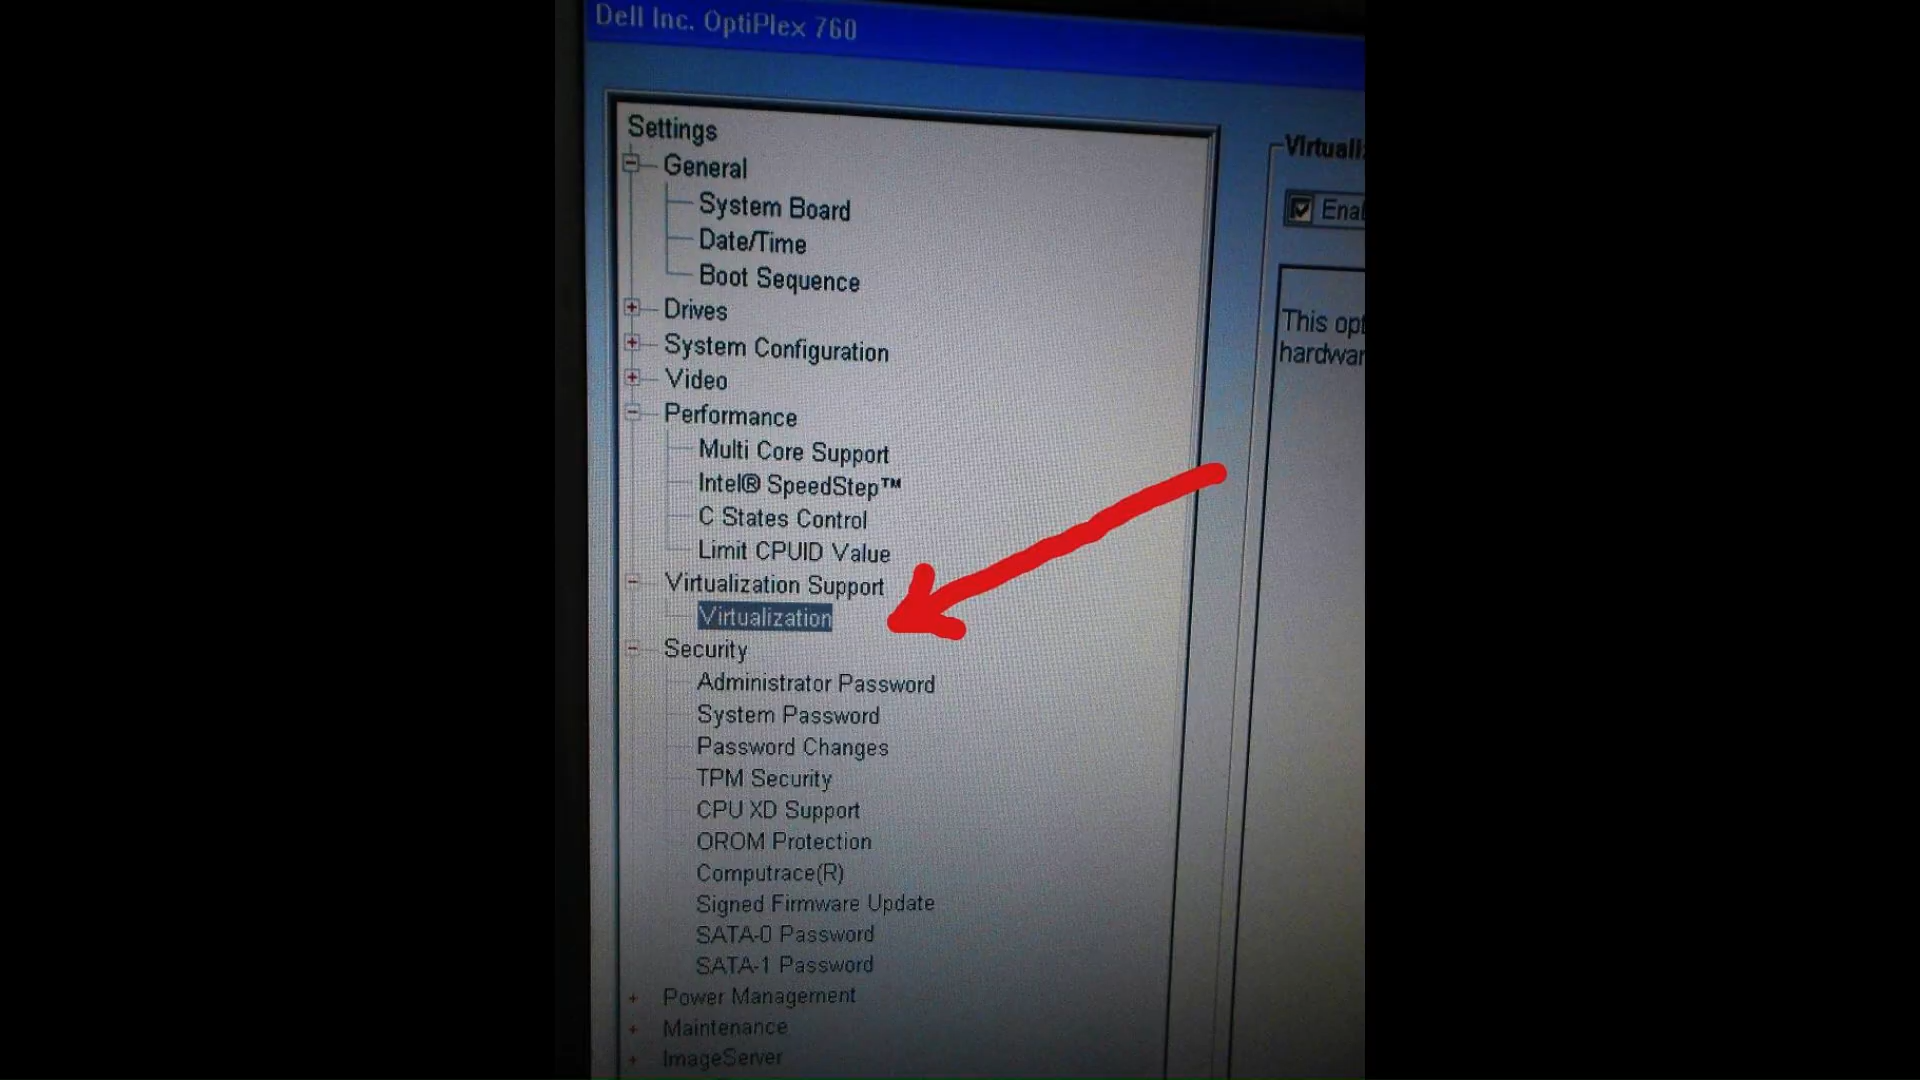 Dell Inc. OptiPlex 760
Settings
General
System Board
Date/Time
Boot Sequence
Drives
System Configuration
Video
Performance
Multi Core Support
Intel® SpeedStep™
C States Control
Limit CPUID Value
Virtualization Support
Virtualization
Security
Administrator Password
System Password
Password Changes
TPM Security
CPU XD Support
OROM Protection
Computrace(R)
Signed Firmware Update
SATA-0 Password
SATA-1 Password
Power Management
Maintenance
ImageServer
This